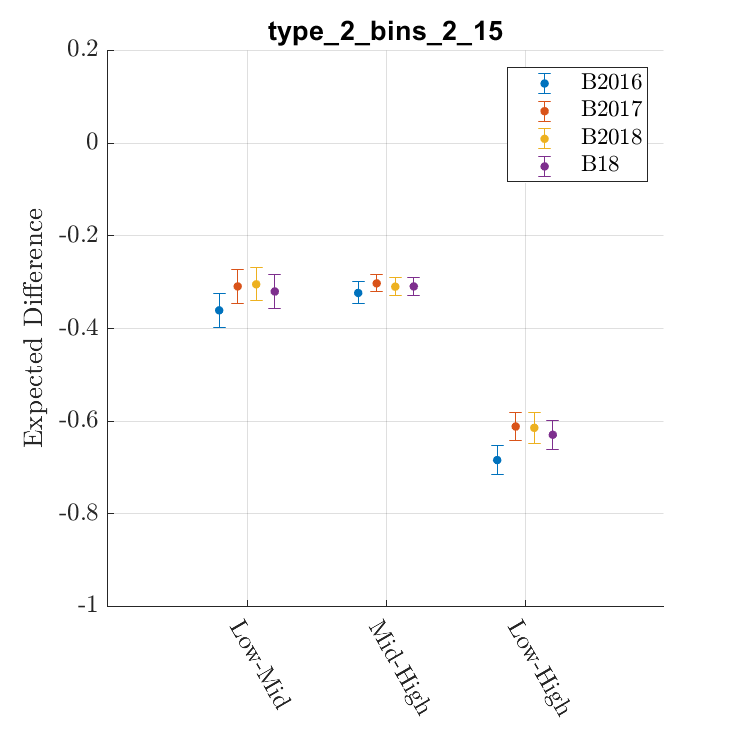 type_2_bins_2_15
0.2
0
-0.2
-0.4
-0.6
-0.8
-1
Expected Difference
B2016
B2017
B2018
B18
Low-Mid
Mid-High
Low-High